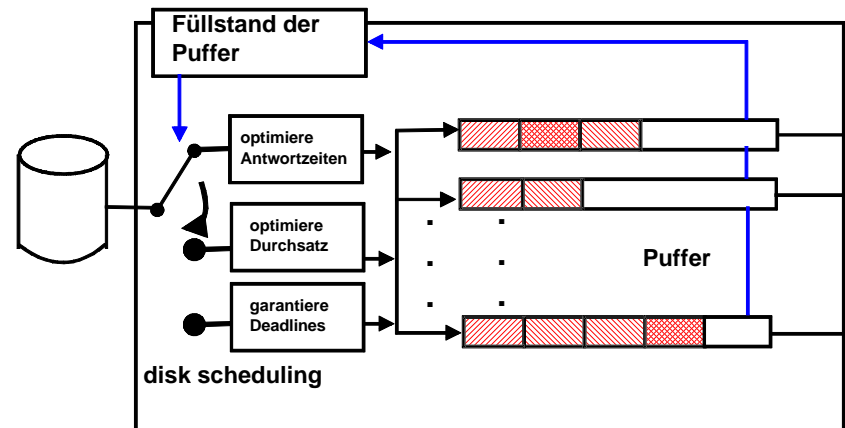 Füllstand der
Puffer
optimiere
Antwortzeiten
optimiere
Durchsatz
Puffer
garantiere
Deadlines
disk scheduling